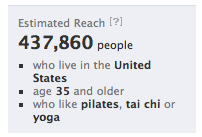 Estimated Reach [?]
437,860 people
▪ who live in the United
States
▪ age 35 and older
▪ who like pilates, tai chi or
yoga